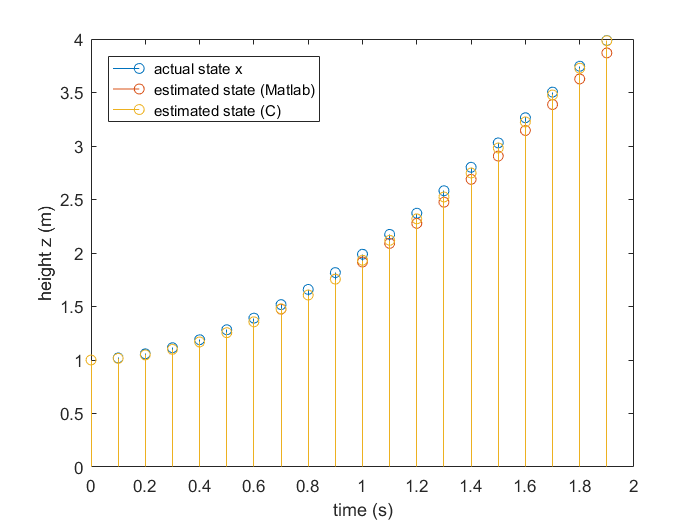 4
3.5
3
2.5
2
1.5
1
0.5
0
height z (m)
actual state x
estimated state (Matlab)
estimated state (C)
0 0.2 0.4 0.6 0.8 1 1.2 1.4 1.6 1.8 2
time (s)